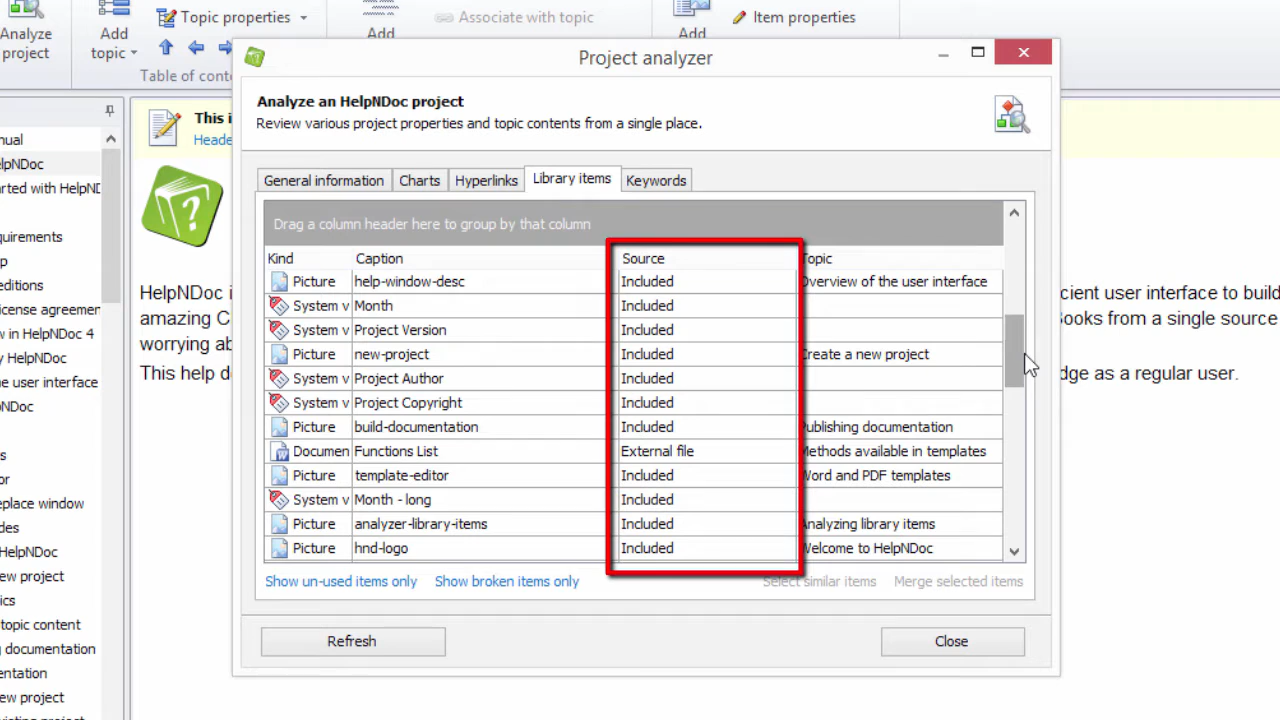 Analyze
project
Add
topic
Topic properties
Table of cont
Add
Associate with topic
Add
Item properties
Project analyzer
Analyze an HelpNDoc project
Review various project properties and topic contents from a single place.
General information
Charts
Hyperlinks
Library items
Keywords
Drag a column header here to group by that column
Kind Caption Source Topic
Picture help-window-desc Included Overview of the user interface
System v Month Included
System v Project Version Included
Picture new-project Included Create a new project
System v Project Author Included
System v Project Copyright Included
Picture build-documentation Included Publishing documentation
Documen Functions List External file Methods available in templates
Picture template-editor Included Word and PDF templates
System v Month - long Included
Picture analyzer-library-items Included Analyzing library items
Picture hnd-logo Included Welcome to HelpNDoc
Show un-used items only
Show broken items only
Select similar items
Merge selected items
Refresh
Close
nual
elpNDoc
arted with HelpND
quirements
p
editions
icense agreemen
w in HelpNDoc 4
y HelpNDoc
he user interface
pNDoc
s
or
eplace window
des
HelpNDoc
ew project
ics
topic content
g documentation
entation
ew project
xisting project
This i
Heade
HelpNDoc i
cient user interface to build
amazing C
Books from a single source
worrying ab
This help d
dge as a regular user.